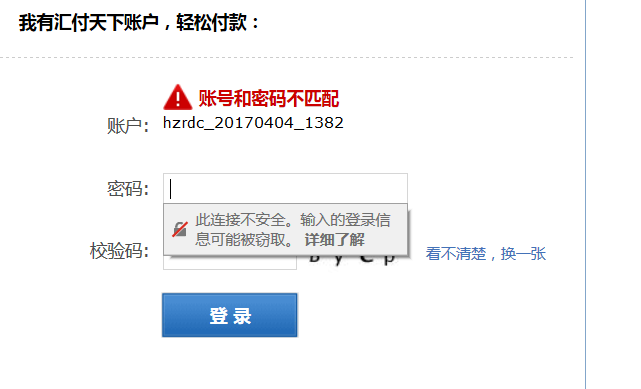 我有汇付天下账户，轻松付款：
账号和密码不匹配
账户: hzrdc_20170404_1382
密码:
此连接不安全。输入的登录信
息可能被窃取。 详细了解
校验码:
看不清楚，换一张
登 录